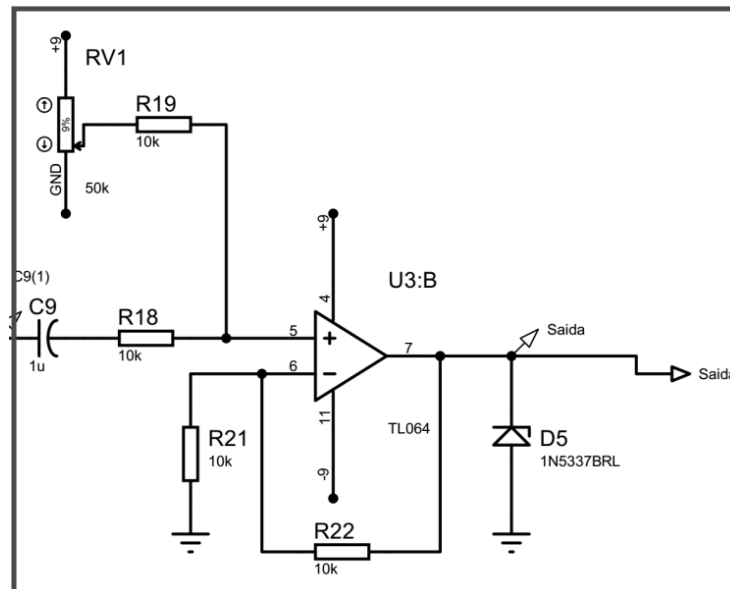 +9
RV1
R19
9%
10k
GND
50k
+9
U3:B
C9(1)
C9
R18
4
5
+
Saida
1u
10k
7
6
−
Saida
R21
11
TL064
D5
10k
1N5337BRL
-9
R22
10k